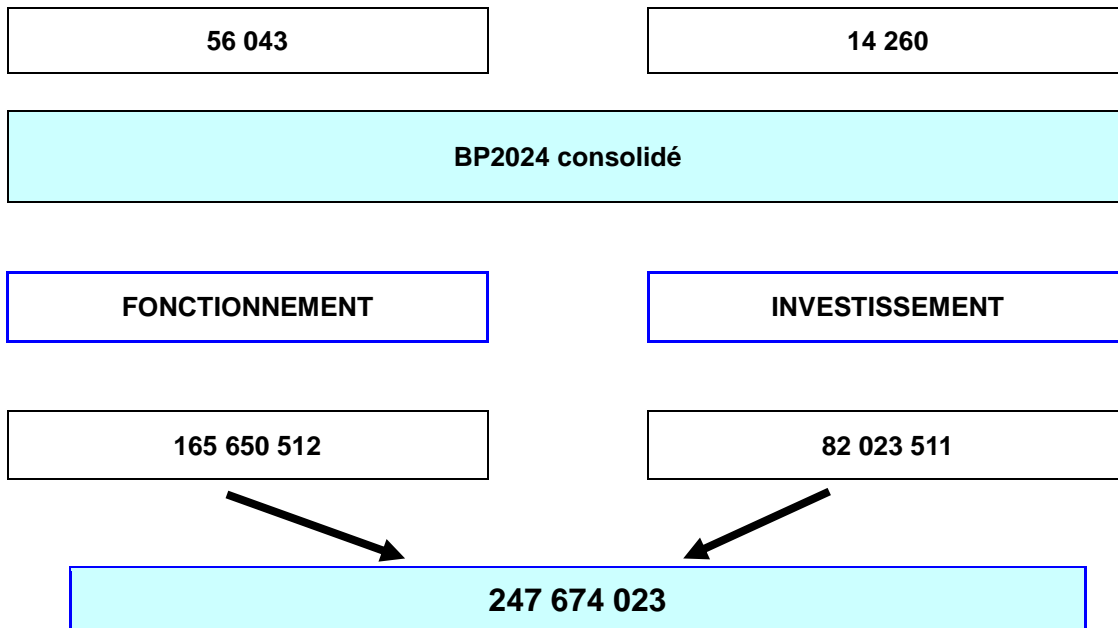 56 043
14 260
BP2024 consolidé
FONCTIONNEMENT
INVESTISSEMENT
165 650 512
82 023 511
247 674 023